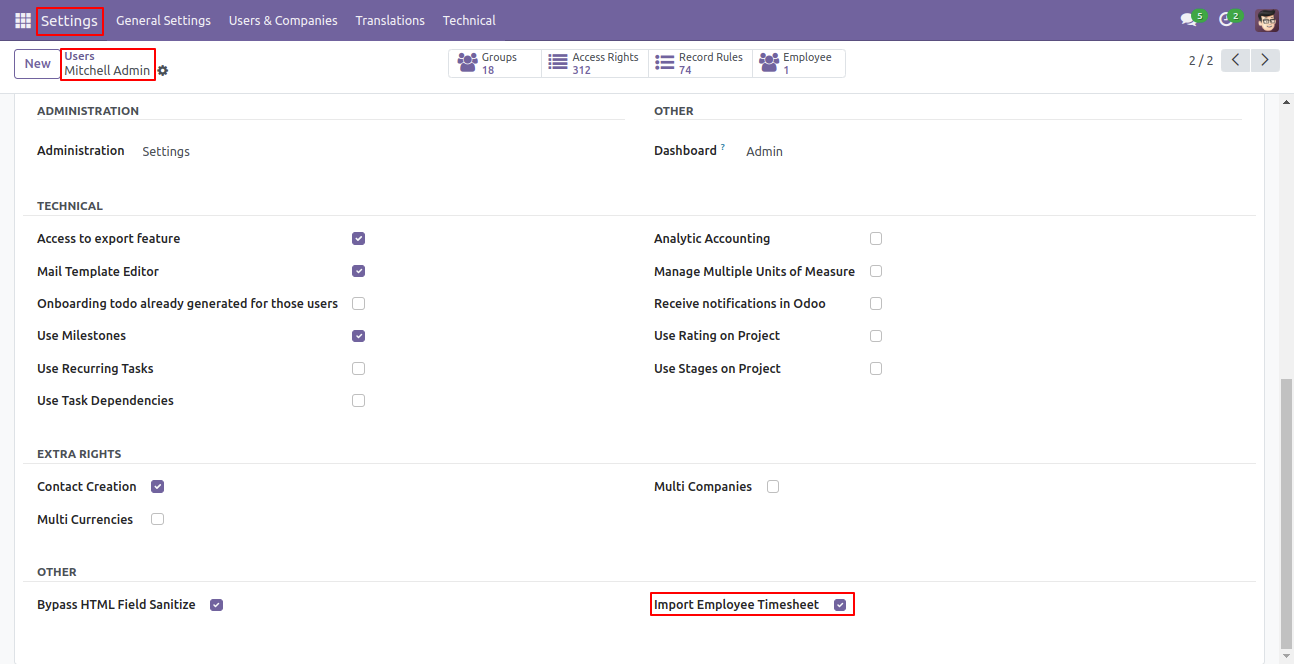 Settings General Settings Users & Companies Translations Technical 5 2
New Users Groups Access Rights Record Rules Employee 2 / 2
Mitchell Admin 18 312 74 1
ADMINISTRATION OTHER
Administration Settings Dashboard ? Admin
TECHNICAL
Access to export feature Analytic Accounting
Mail Template Editor Manage Multiple Units of Measure
Onboarding todo already generated for those users Receive notifications in Odoo
Use Milestones Use Rating on Project
Use Recurring Tasks Use Stages on Project
Use Task Dependencies
EXTRA RIGHTS
Contact Creation Multi Companies
Multi Currencies
OTHER
Bypass HTML Field Sanitize Import Employee Timesheet